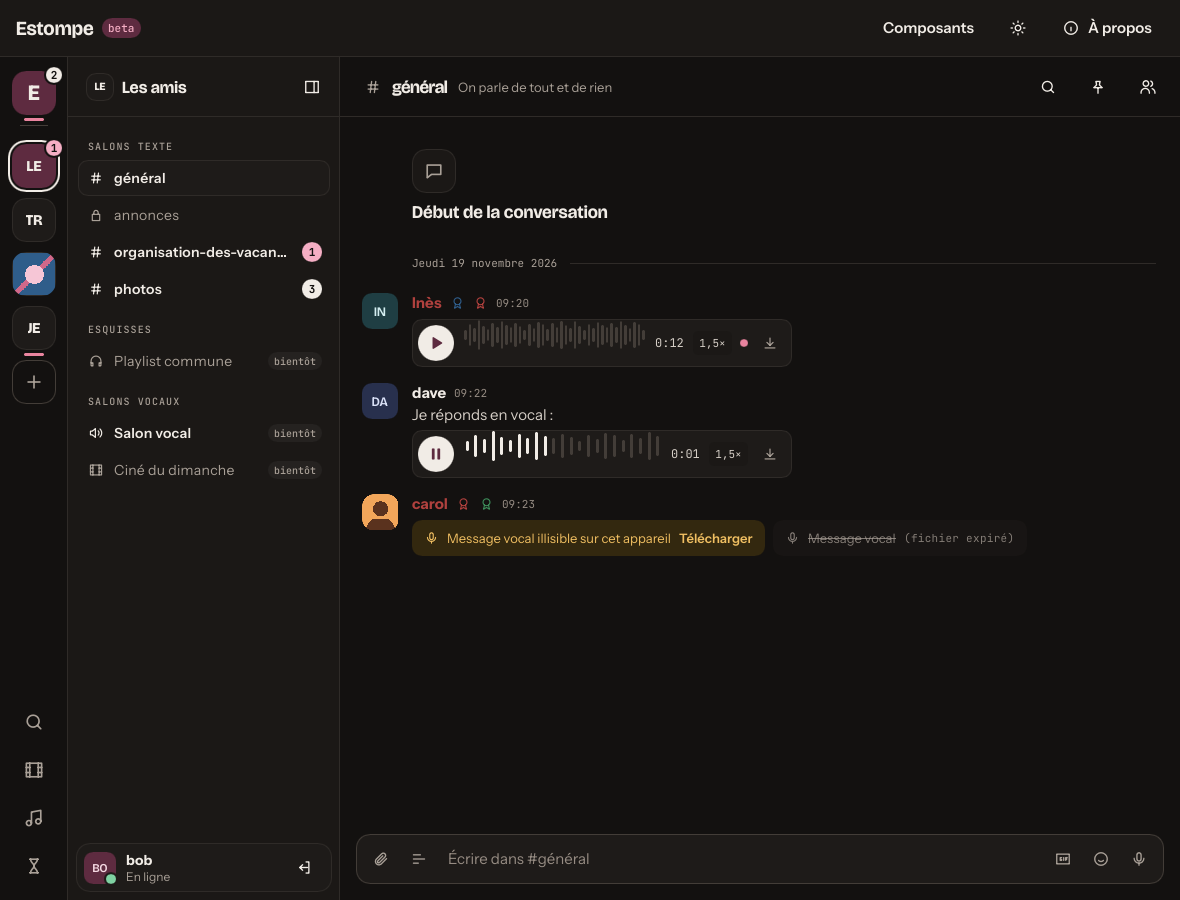 Estompe beta
Composants
À propos
E 2
LE 1
TR
JE
LE Les amis
SALONS TEXTE
# général
annonces
# organisation-des-vacan... 1
# photos 3
ESQUISSES
Playlist commune bientôt
SALONS VOCAUX
Salon vocal bientôt
Ciné du dimanche bientôt
BO bob
En ligne
# général On parle de tout et de rien
Début de la conversation
Jeudi 19 novembre 2026
IN Inès 09:20
0:12 1,5×
DA dave 09:22
Je réponds en vocal :
0:01 1,5×
carol 09:23
Message vocal illisible sur cet appareil Télécharger
Message vocal (fichier expiré)
Écrire dans #général
GIF